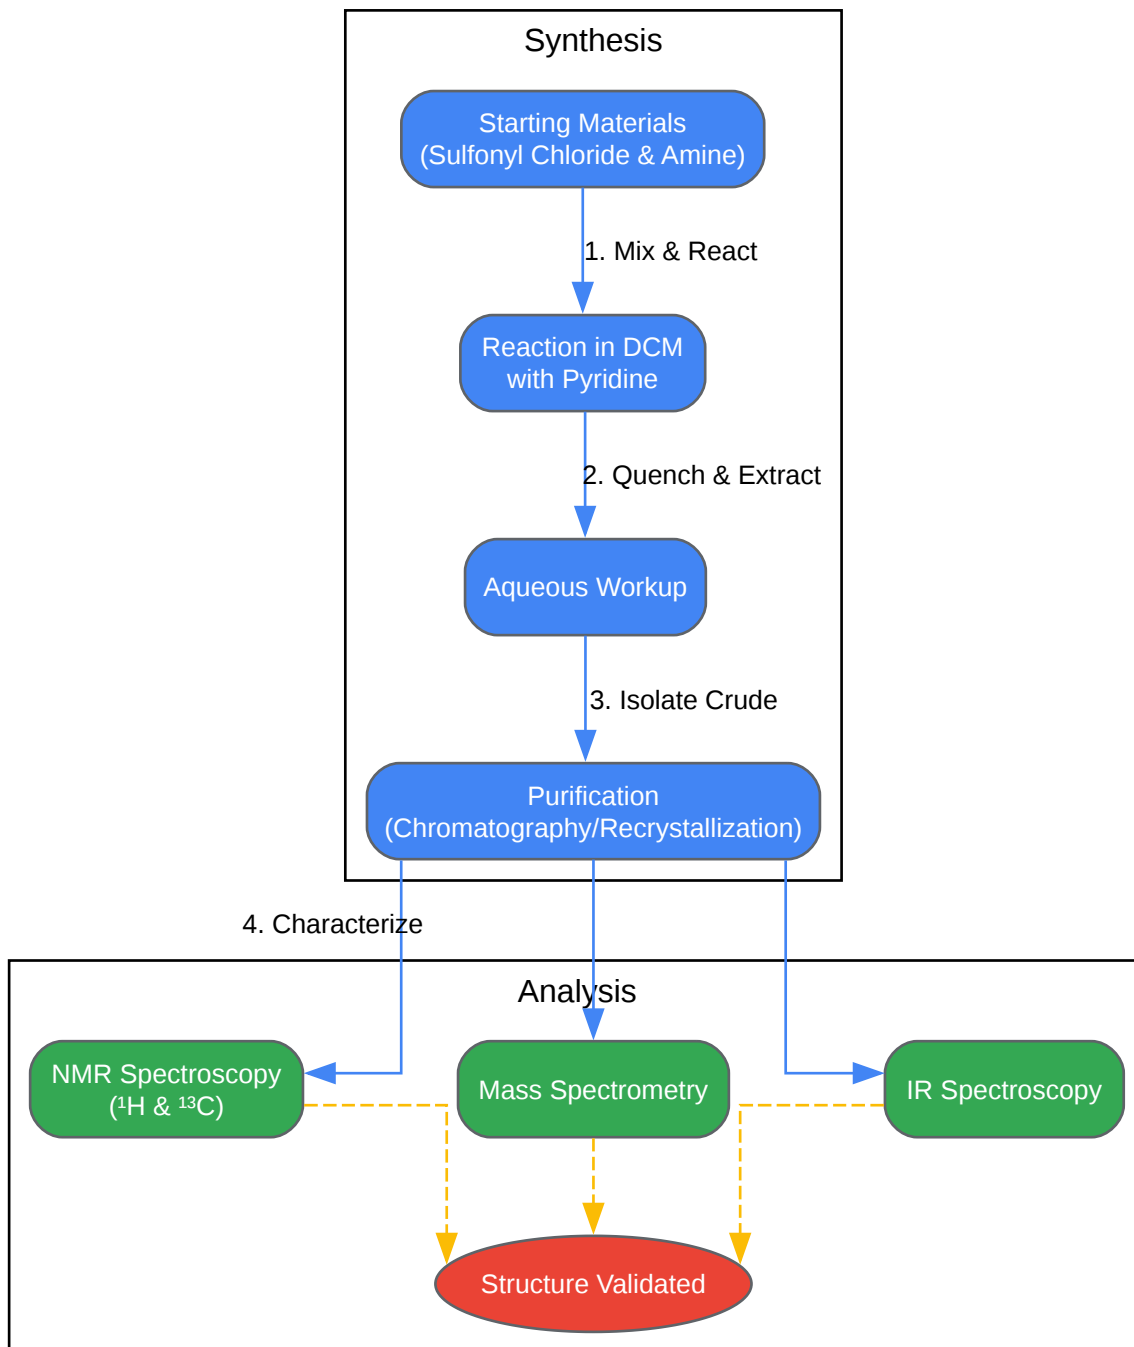 Synthesis
Starting Materials
(Sulfonyl Chloride & Amine)
1. Mix & React
Reaction in DCM
with Pyridine
2. Quench & Extract
Aqueous Workup
3. Isolate Crude
Purification
(Chromatography/Recrystallization)
4. Characterize
Analysis
NMR Spectroscopy
(¹H & ¹³C)
Mass Spectrometry
IR Spectroscopy
Structure Validated